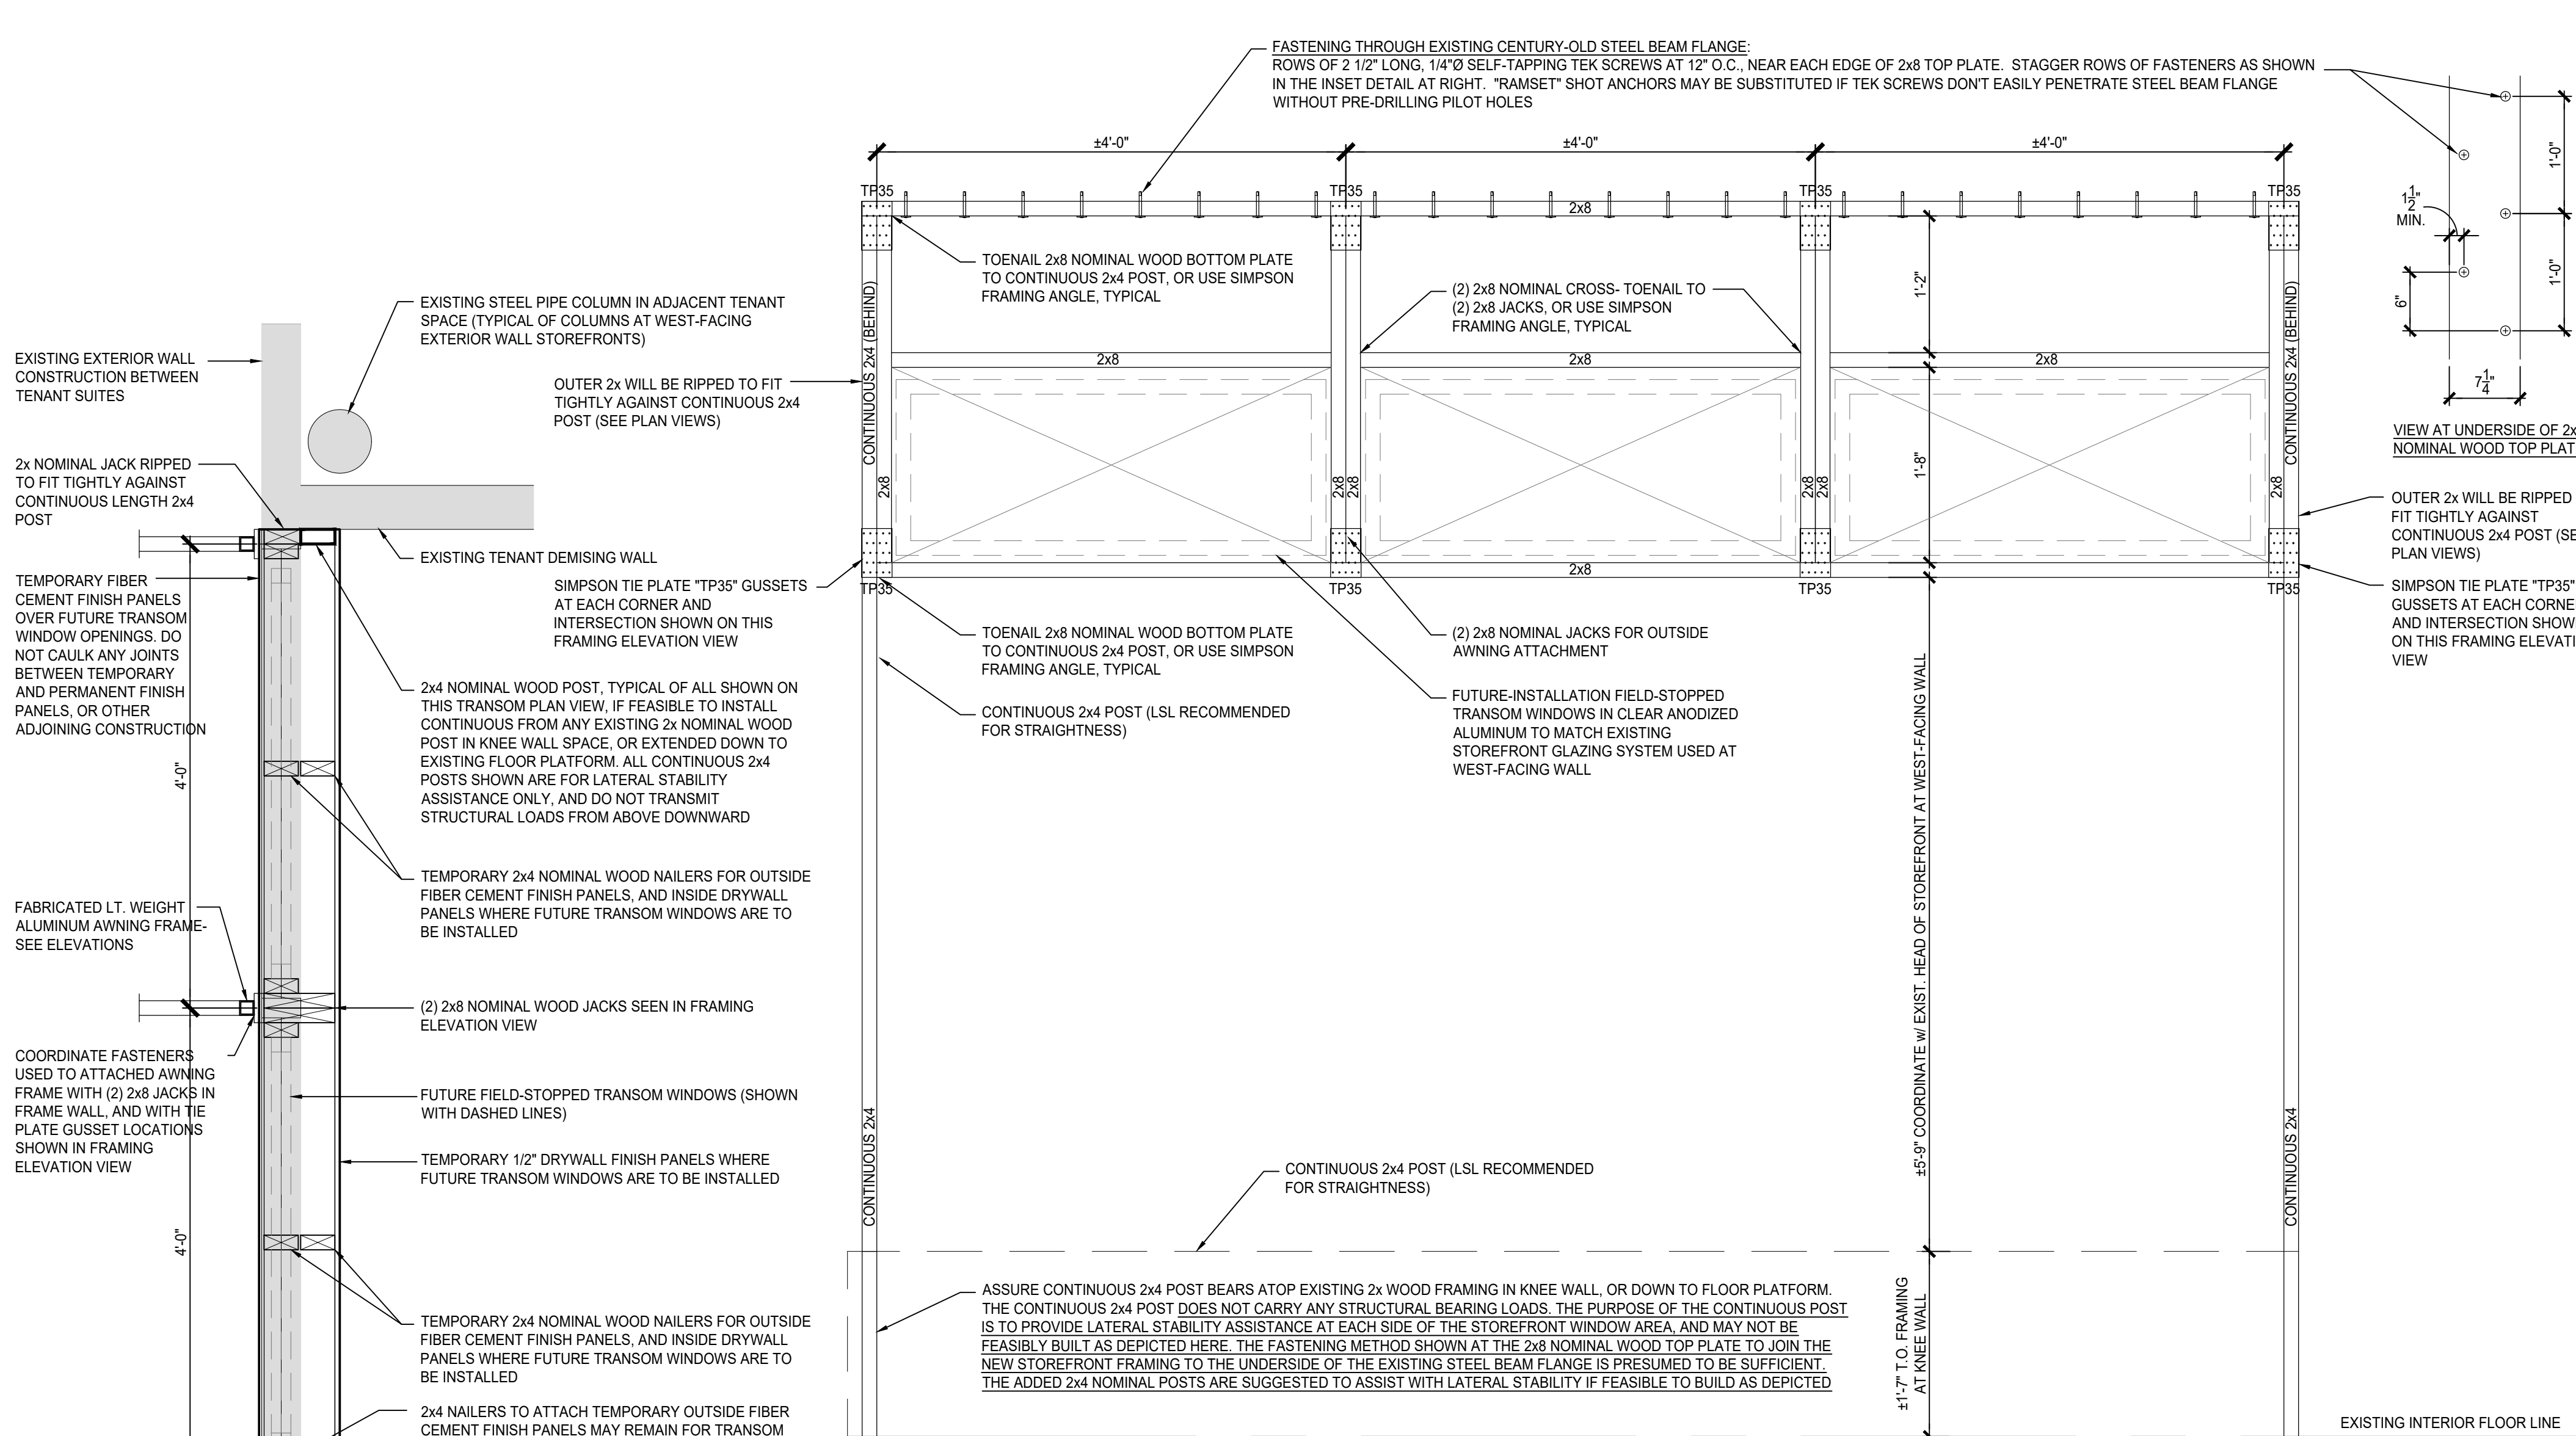 FASTENING THROUGH EXISTING CENTURY-OLD STEEL BEAM FLANGE:
ROWS OF 2 1/2" LONG, 1/4"Ø SELF-TAPPING TEK SCREWS AT 12" O.C., NEAR EACH EDGE OF 2x8 TOP PLATE. STAGGER ROWS OF FASTENERS AS SHOWN
IN THE INSET DETAIL AT RIGHT. "RAMSET" SHOT ANCHORS MAY BE SUBSTITUTED IF TEK SCREWS DON'T EASILY PENETRATE STEEL BEAM FLANGE
WITHOUT PRE-DRILLING PILOT HOLES
±4'-0"
±4'-0"
±4'-0"
TP35
TP35
TP35
TP35
2x8
TOENAIL 2x8 NOMINAL WOOD BOTTOM PLATE
TO CONTINUOUS 2x4 POST, OR USE SIMPSON
FRAMING ANGLE, TYPICAL
(2) 2x8 NOMINAL CROSS- TOENAIL TO
(2) 2x8 JACKS, OR USE SIMPSON
FRAMING ANGLE, TYPICAL
1'-2"
1'-8"
CONTINUOUS 2x4 (BEHIND)
CONTINUOUS 2x4 (BEHIND)
2x8
2x8
2x8
2x8
2x8
2x8
2x8
2x8
2x8
2x8
TP35
TP35
TP35
TP35
1'-0"
1'-0"
1 1/2"
MIN.
6"
7 1/4"
VIEW AT UNDERSIDE OF 2x
NOMINAL WOOD TOP PLAT
OUTER 2x WILL BE RIPPED
FIT TIGHTLY AGAINST
CONTINUOUS 2x4 POST (SE
PLAN VIEWS)
SIMPSON TIE PLATE "TP35"
GUSSETS AT EACH CORNE
AND INTERSECTION SHOW
ON THIS FRAMING ELEVATI
VIEW
EXISTING STEEL PIPE COLUMN IN ADJACENT TENANT
SPACE (TYPICAL OF COLUMNS AT WEST-FACING
EXTERIOR WALL STOREFRONTS)
EXISTING EXTERIOR WALL
CONSTRUCTION BETWEEN
TENANT SUITES
OUTER 2x WILL BE RIPPED TO FIT
TIGHTLY AGAINST CONTINUOUS 2x4
POST (SEE PLAN VIEWS)
2x NOMINAL JACK RIPPED
TO FIT TIGHTLY AGAINST
CONTINUOUS LENGTH 2x4
POST
EXISTING TENANT DEMISING WALL
SIMPSON TIE PLATE "TP35" GUSSETS
AT EACH CORNER AND
INTERSECTION SHOWN ON THIS
FRAMING ELEVATION VIEW
TEMPORARY FIBER
CEMENT FINISH PANELS
OVER FUTURE TRANSOM
WINDOW OPENINGS. DO
NOT CAULK ANY JOINTS
BETWEEN TEMPORARY
AND PERMANENT FINISH
PANELS, OR OTHER
ADJOINING CONSTRUCTION
TOENAIL 2x8 NOMINAL WOOD BOTTOM PLATE
TO CONTINUOUS 2x4 POST, OR USE SIMPSON
FRAMING ANGLE, TYPICAL
(2) 2x8 NOMINAL JACKS FOR OUTSIDE
AWNING ATTACHMENT
2x4 NOMINAL WOOD POST, TYPICAL OF ALL SHOWN ON
THIS TRANSOM PLAN VIEW, IF FEASIBLE TO INSTALL
CONTINUOUS FROM ANY EXISTING 2x NOMINAL WOOD
POST IN KNEE WALL SPACE, OR EXTENDED DOWN TO
EXISTING FLOOR PLATFORM. ALL CONTINUOUS 2x4
POSTS SHOWN ARE FOR LATERAL STABILITY
ASSISTANCE ONLY, AND DO NOT TRANSMIT
STRUCTURAL LOADS FROM ABOVE DOWNWARD
CONTINUOUS 2x4 POST (LSL RECOMMENDED
FOR STRAIGHTNESS)
FUTURE-INSTALLATION FIELD-STOPPED
TRANSOM WINDOWS IN CLEAR ANODIZED
ALUMINUM TO MATCH EXISTING
STOREFRONT GLAZING SYSTEM USED AT
WEST-FACING WALL
4'-0"
TEMPORARY 2x4 NOMINAL WOOD NAILERS FOR OUTSIDE
FIBER CEMENT FINISH PANELS, AND INSIDE DRYWALL
PANELS WHERE FUTURE TRANSOM WINDOWS ARE TO
BE INSTALLED
FABRICATED LT. WEIGHT
ALUMINUM AWNING FRAME-
SEE ELEVATIONS
(2) 2x8 NOMINAL WOOD JACKS SEEN IN FRAMING
ELEVATION VIEW
COORDINATE FASTENERS
USED TO ATTACHED AWNING
FRAME WITH (2) 2x8 JACKS IN
FRAME WALL, AND WITH TIE
PLATE GUSSET LOCATIONS
SHOWN IN FRAMING
ELEVATION VIEW
FUTURE FIELD-STOPPED TRANSOM WINDOWS (SHOWN
WITH DASHED LINES)
TEMPORARY 1/2" DRYWALL FINISH PANELS WHERE
FUTURE TRANSOM WINDOWS ARE TO BE INSTALLED
4'-0"
CONTINUOUS 2x4
CONTINUOUS 2x4
±5'-9" COORDINATE w/ EXIST. HEAD OF STOREFRONT AT WEST-FACING WALL
CONTINUOUS 2x4 POST (LSL RECOMMENDED
FOR STRAIGHTNESS)
ASSURE CONTINUOUS 2x4 POST BEARS ATOP EXISTING 2x WOOD FRAMING IN KNEE WALL, OR DOWN TO FLOOR PLATFORM.
THE CONTINUOUS 2x4 POST DOES NOT CARRY ANY STRUCTURAL BEARING LOADS. THE PURPOSE OF THE CONTINUOUS POST
IS TO PROVIDE LATERAL STABILITY ASSISTANCE AT EACH SIDE OF THE STOREFRONT WINDOW AREA, AND MAY NOT BE
FEASIBLY BUILT AS DEPICTED HERE. THE FASTENING METHOD SHOWN AT THE 2x8 NOMINAL WOOD TOP PLATE TO JOIN THE
NEW STOREFRONT FRAMING TO THE UNDERSIDE OF THE EXISTING STEEL BEAM FLANGE IS PRESUMED TO BE SUFFICIENT.
THE ADDED 2x4 NOMINAL POSTS ARE SUGGESTED TO ASSIST WITH LATERAL STABILITY IF FEASIBLE TO BUILD AS DEPICTED
±1'-7" T.O. FRAMING
AT KNEE WALL
TEMPORARY 2x4 NOMINAL WOOD NAILERS FOR OUTSIDE
FIBER CEMENT FINISH PANELS, AND INSIDE DRYWALL
PANELS WHERE FUTURE TRANSOM WINDOWS ARE TO
BE INSTALLED
2x4 NAILERS TO ATTACH TEMPORARY OUTSIDE FIBER
CEMENT FINISH PANELS MAY REMAIN FOR TRANSOM
EXISTING INTERIOR FLOOR LINE